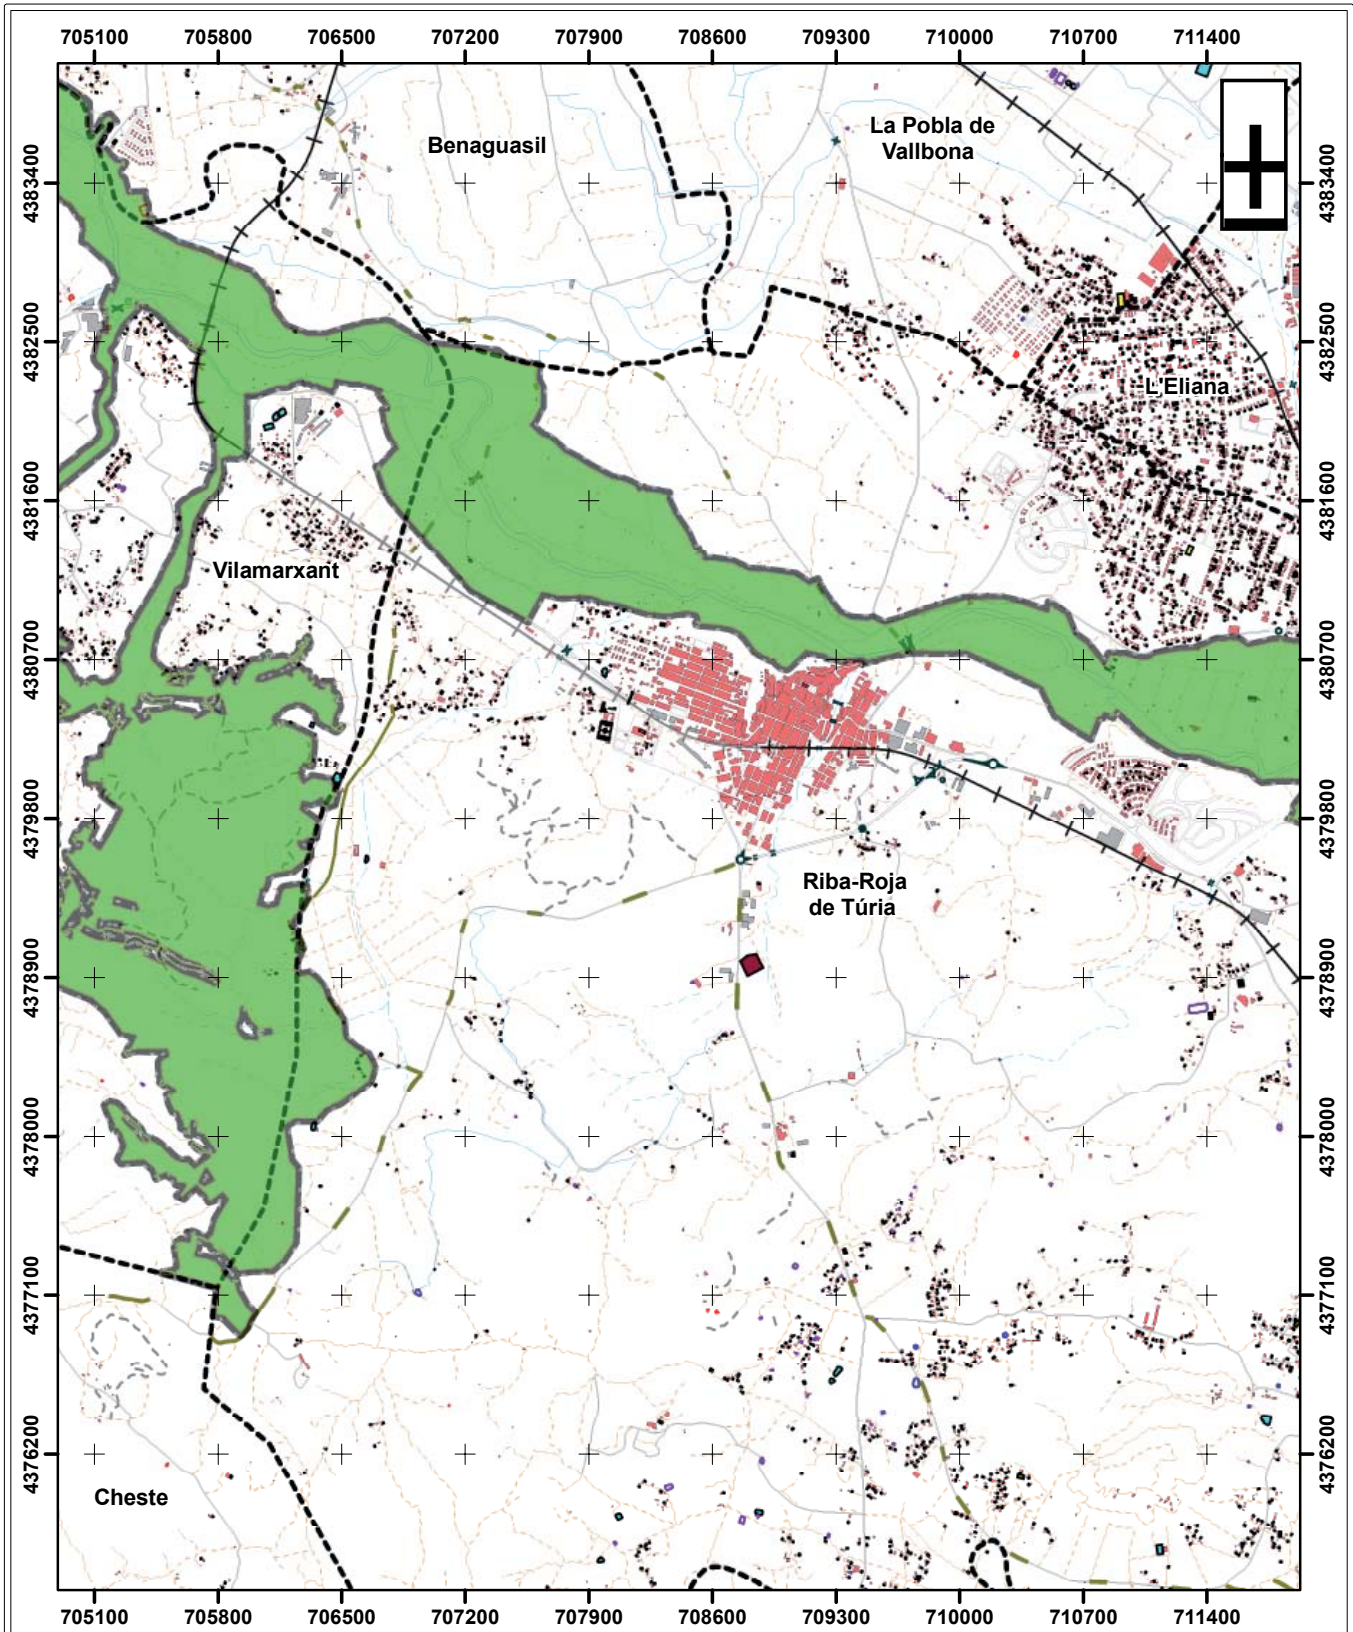 705100 705800 706500 707200 707900 708600 709300 710000 710700 711400
La Pobla de
Vallbona
Benaguasil
4383400 4383400
4382500 4382500
L'Eliana
4381600 4381600
Vilamarxant
4380700 4380700
4379800 4379800
Riba-Roja
de Túria
4378900 4378900
4378000 4378000
4377100 4377100
4376200 4376200
Cheste
705100 705800 706500 707200 707900 708600 709300 710000 710700 711400